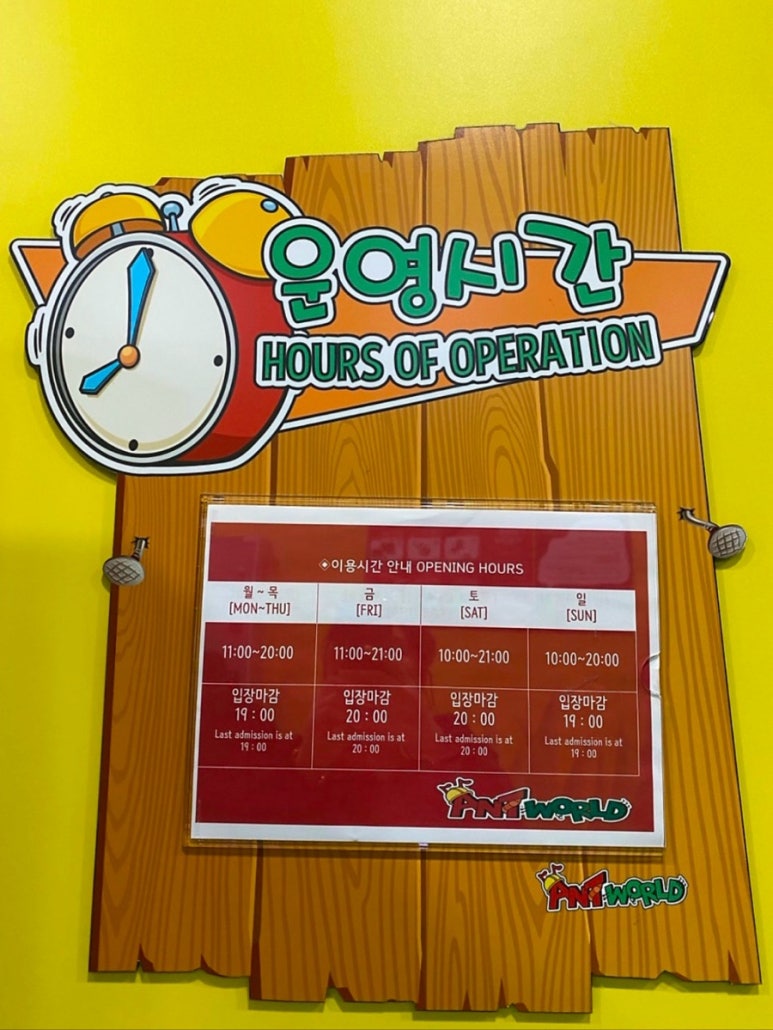 운영시간
HOURS OF OPERATION
◈이용시간 안내 OPENING HOURS
월~목 금 토 일
[MON~THU] [FRI] [SAT] [SUN]
11:00~20:00 11:00~21:00 10:00~21:00 10:00~20:00
입장마감 입장마감 입장마감 입장마감
19 : 00 20 : 00 20 : 00 19 : 00
Last admission is at Last admission is at Last admission is at Last admission is at
19 : 00 20 : 00 20 : 00 19 : 00
ANT WORLD
ANT WORLD